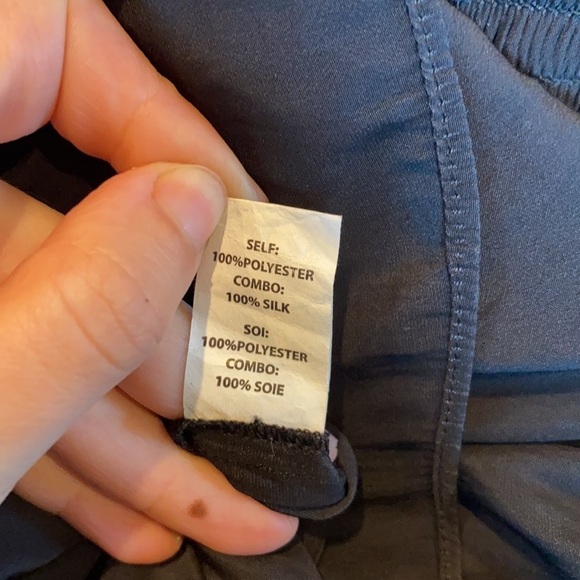 SELF:
100%POLYESTER
COMBO:
100% SILK
SOI:
100%POLYESTER
COMBO:
100% SOIE